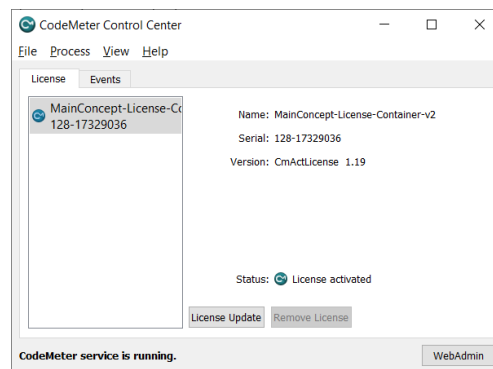 CodeMeter Control Center
File Process View Help
License Events
MainConcept-License-Co
128-17329036
Name: MainConcept-License-Container-v2
Serial: 128-17329036
Version: CmActLicense 1.19
Status: License activated
License Update Remove License
CodeMeter service is running. WebAdmin